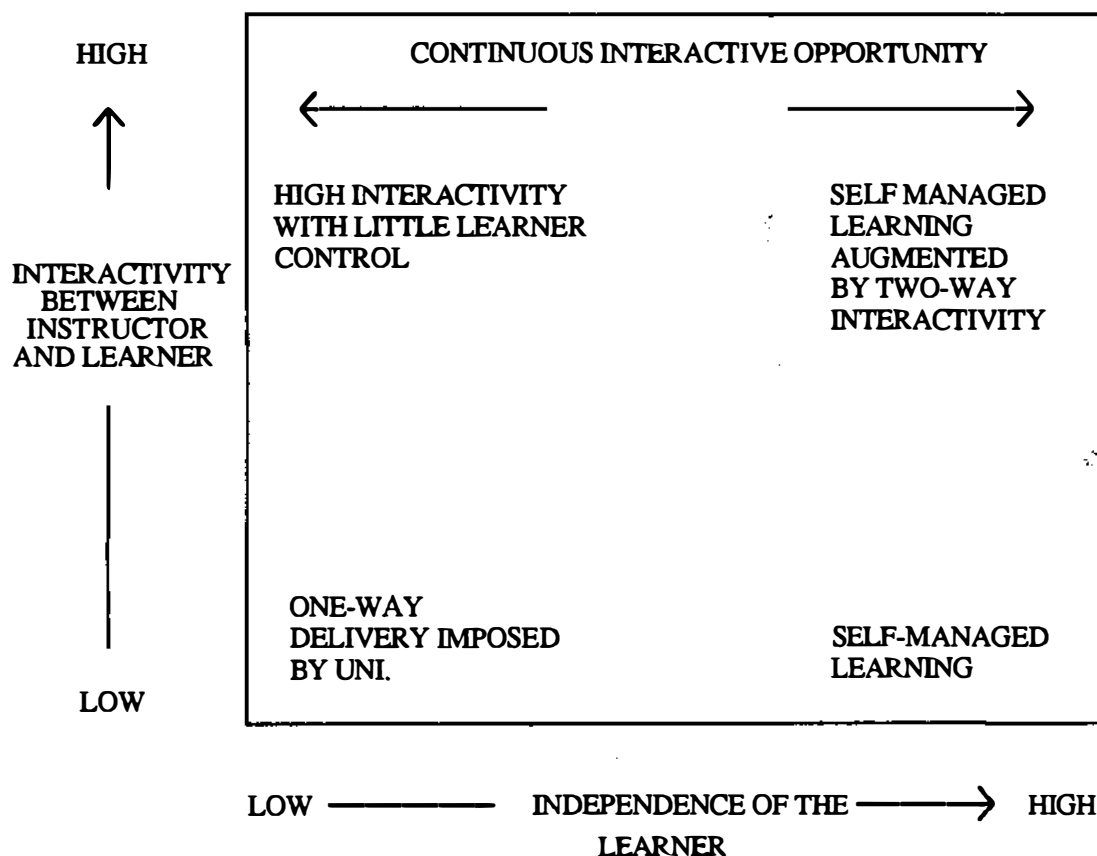 HIGH
CONTINUOUS INTERACTIVE OPPORTUNITY
HIGH INTERACTIVITY
WITH LITTLE LEARNER
CONTROL
SELF MANAGED
LEARNING
AUGMENTED
BY TWO-WAY
INTERACTIVITY
INTERACTIVITY
BETWEEN
INSTRUCTOR
AND LEARNER
ONE-WAY
DELIVERY IMPOSED
BY UNI.
SELF-MANAGED
LEARNING
LOW
LOW
INDEPENDENCE OF THE
LEARNER
HIGH